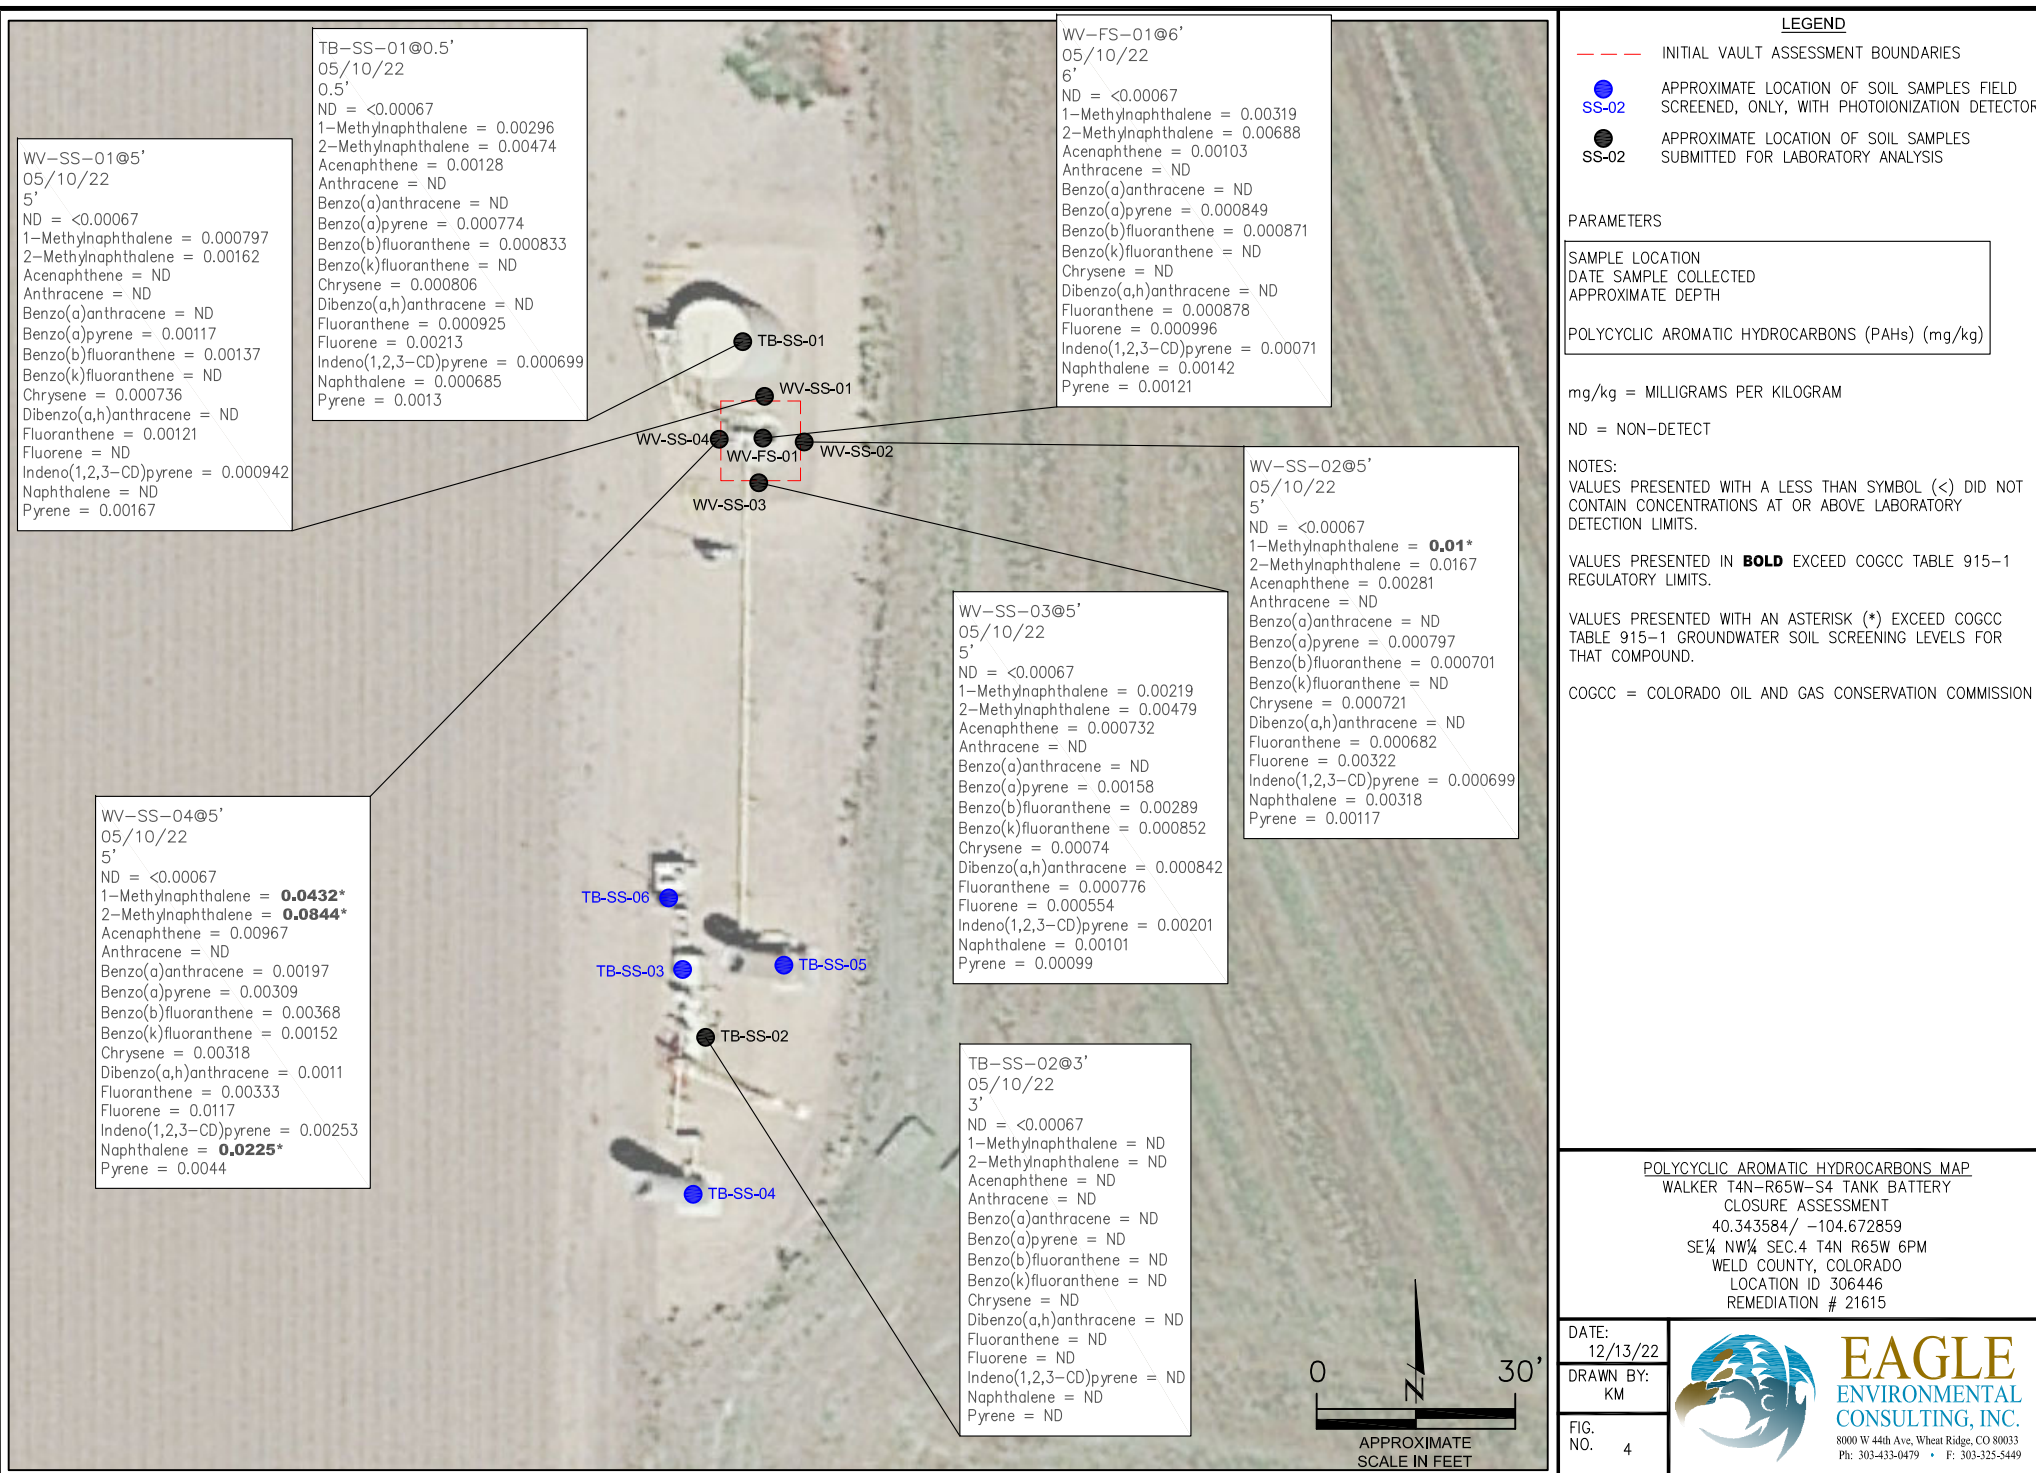 TB-SS-01@0.5'
05/10/22
0.5'
ND = <0.00067
1-Methylnaphthalene = 0.00296
2-Methylnaphthalene = 0.00474
Acenaphthene = 0.00128
Anthracene = ND
Benzo(a)anthracene = ND
Benzo(a)pyrene = 0.000774
Benzo(b)fluoranthene = 0.000833
Benzo(k)fluoranthene = ND
Chrysene = 0.000806
Dibenzo(a,h)anthracene = ND
Fluoranthene = 0.000925
Fluorene = 0.00213
Indeno(1,2,3-CD)pyrene = 0.000699
Naphthalene = 0.000685
Pyrene = 0.0013
WV-FS-01@6'
05/10/22
6'
ND = <0.00067
1-Methylnaphthalene = 0.00319
2-Methylnaphthalene = 0.00688
Acenaphthene = 0.00103
Anthracene = ND
Benzo(a)anthracene = ND
Benzo(a)pyrene = 0.000849
Benzo(b)fluoranthene = 0.000871
Benzo(k)fluoranthene = ND
Chrysene = ND
Dibenzo(a,h)anthracene = ND
Fluoranthene = 0.000878
Fluorene = 0.000996
Indeno(1,2,3-CD)pyrene = 0.00071
Naphthalene = 0.00142
Pyrene = 0.00121
WV-SS-01@5'
05/10/22
5'
ND = <0.00067
1-Methylnaphthalene = 0.000797
2-Methylnaphthalene = 0.00162
Acenaphthene = ND
Anthracene = ND
Benzo(a)anthracene = ND
Benzo(a)pyrene = 0.00117
Benzo(b)fluoranthene = 0.00137
Benzo(k)fluoranthene = ND
Chrysene = 0.000736
Dibenzo(a,h)anthracene = ND
Fluoranthene = 0.00121
Fluorene = ND
Indeno(1,2,3-CD)pyrene = 0.000942
Naphthalene = ND
Pyrene = 0.00167
TB-SS-01
WV-SS-01
WV-SS-04
WV-FS-01
WV-SS-02
WV-SS-03
WV-SS-02@5'
05/10/22
5'
ND = <0.00067
1-Methylnaphthalene = 0.01*
2-Methylnaphthalene = 0.0167
Acenaphthene = 0.00281
Anthracene = ND
Benzo(a)anthracene = ND
Benzo(a)pyrene = 0.000797
Benzo(b)fluoranthene = 0.000701
Benzo(k)fluoranthene = ND
Chrysene = 0.000721
Dibenzo(a,h)anthracene = ND
Fluoranthene = 0.000682
Fluorene = 0.00322
Indeno(1,2,3-CD)pyrene = 0.000699
Naphthalene = 0.00318
Pyrene = 0.00117
WV-SS-03@5'
05/10/22
5'
ND = <0.00067
1-Methylnaphthalene = 0.00219
2-Methylnaphthalene = 0.00479
Acenaphthene = 0.000732
Anthracene = ND
Benzo(a)anthracene = ND
Benzo(a)pyrene = 0.00158
Benzo(b)fluoranthene = 0.00289
Benzo(k)fluoranthene = 0.000852
Chrysene = 0.00074
Dibenzo(a,h)anthracene = 0.000842
Fluoranthene = 0.000776
Fluorene = 0.000554
Indeno(1,2,3-CD)pyrene = 0.00201
Naphthalene = 0.00101
Pyrene = 0.00099
WV-SS-04@5'
05/10/22
5'
ND = <0.00067
1-Methylnaphthalene = 0.0432*
2-Methylnaphthalene = 0.0844*
Acenaphthene = 0.00967
Anthracene = ND
Benzo(a)anthracene = 0.00197
Benzo(a)pyrene = 0.00309
Benzo(b)fluoranthene = 0.00368
Benzo(k)fluoranthene = 0.00152
Chrysene = 0.00318
Dibenzo(a,h)anthracene = 0.0011
Fluoranthene = 0.00333
Fluorene = 0.0117
Indeno(1,2,3-CD)pyrene = 0.00253
Naphthalene = 0.0225*
Pyrene = 0.0044
TB-SS-06
TB-SS-03
TB-SS-05
TB-SS-02
TB-SS-04
TB-SS-02@3'
05/10/22
3'
ND = <0.00067
1-Methylnaphthalene = ND
2-Methylnaphthalene = ND
Acenaphthene = ND
Anthracene = ND
Benzo(a)anthracene = ND
Benzo(a)pyrene = ND
Benzo(b)fluoranthene = ND
Benzo(k)fluoranthene = ND
Chrysene = ND
Dibenzo(a,h)anthracene = ND
Fluoranthene = ND
Fluorene = ND
Indeno(1,2,3-CD)pyrene = ND
Naphthalene = ND
Pyrene = ND
0 30'
N
APPROXIMATE
SCALE IN FEET
LEGEND
INITIAL VAULT ASSESSMENT BOUNDARIES
APPROXIMATE LOCATION OF SOIL SAMPLES FIELD
SS-02 SCREENED, ONLY, WITH PHOTOIONIZATION DETECTOR
APPROXIMATE LOCATION OF SOIL SAMPLES
SS-02 SUBMITTED FOR LABORATORY ANALYSIS
PARAMETERS
SAMPLE LOCATION
DATE SAMPLE COLLECTED
APPROXIMATE DEPTH
POLYCYCLIC AROMATIC HYDROCARBONS (PAHs) (mg/kg)
mg/kg = MILLIGRAMS PER KILOGRAM
ND = NON-DETECT
NOTES:
VALUES PRESENTED WITH A LESS THAN SYMBOL (<) DID NOT
CONTAIN CONCENTRATIONS AT OR ABOVE LABORATORY
DETECTION LIMITS.
VALUES PRESENTED IN BOLD EXCEED COGCC TABLE 915-1
REGULATORY LIMITS.
VALUES PRESENTED WITH AN ASTERISK (*) EXCEED COGCC
TABLE 915-1 GROUNDWATER SOIL SCREENING LEVELS FOR
THAT COMPOUND.
COGCC = COLORADO OIL AND GAS CONSERVATION COMMISSION
POLYCYCLIC AROMATIC HYDROCARBONS MAP
WALKER T4N-R65W-S4 TANK BATTERY
CLOSURE ASSESSMENT
40.343584/ -104.672859
SE¼ NW¼ SEC.4 T4N R65W 6PM
WELD COUNTY, COLORADO
LOCATION ID 306446
REMEDIATION # 21615
DATE:
12/13/22
DRAWN BY:
KM
FIG.
NO. 4
EAGLE
ENVIRONMENTAL
CONSULTING, INC.
8000 W 44th Ave, Wheat Ridge, CO 80033
Ph: 303-433-0479 • F: 303-325-5449